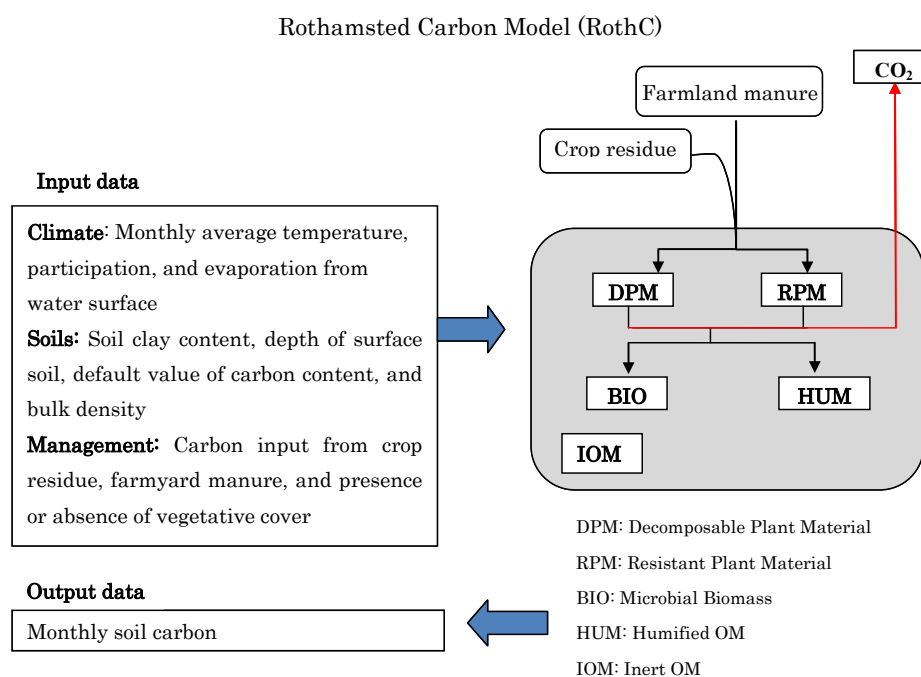 Rothamsted Carbon Model (RothC)
CO₂
Farmland manure
Crop residue
Input data
Climate: Monthly average temperature,
participation, and evaporation from
water surface
Soils: Soil clay content, depth of surface
soil, default value of carbon content, and
bulk density
Management: Carbon input from crop
residue, farmyard manure, and presence
or absence of vegetative cover
DPM
RPM
BIO
HUM
IOM
DPM: Decomposable Plant Material
RPM: Resistant Plant Material
BIO: Microbial Biomass
HUM: Humified OM
IOM: Inert OM
Output data
Monthly soil carbon